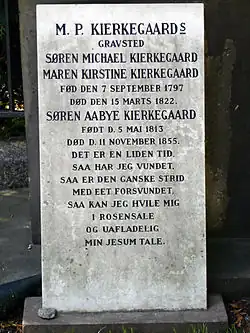 M. P. KIERKEGAARDs
GRAVSTED
SØREN MICHAEL KIERKEGAARD
MAREN KIRSTINE KIERKEGAARD
FØD DEN 7 SEPTEMBER 1797
DØD DEN 15 MARTS 1822.
SØREN AABYE KIERKEGAARD
FØDT D. 5 MAI 1813
DØD D. 11 NOVEMBER 1855.
DET ER EN LIDEN TID,
SAA HAR JEG VUNDET,
SAA ER DEN GANSKE STRID
MED EET FORSVUNDET,
SAA KAN JEG HVILE MIG
I ROSENSALE
OG UAFLADELIG
MIN JESUM TALE.